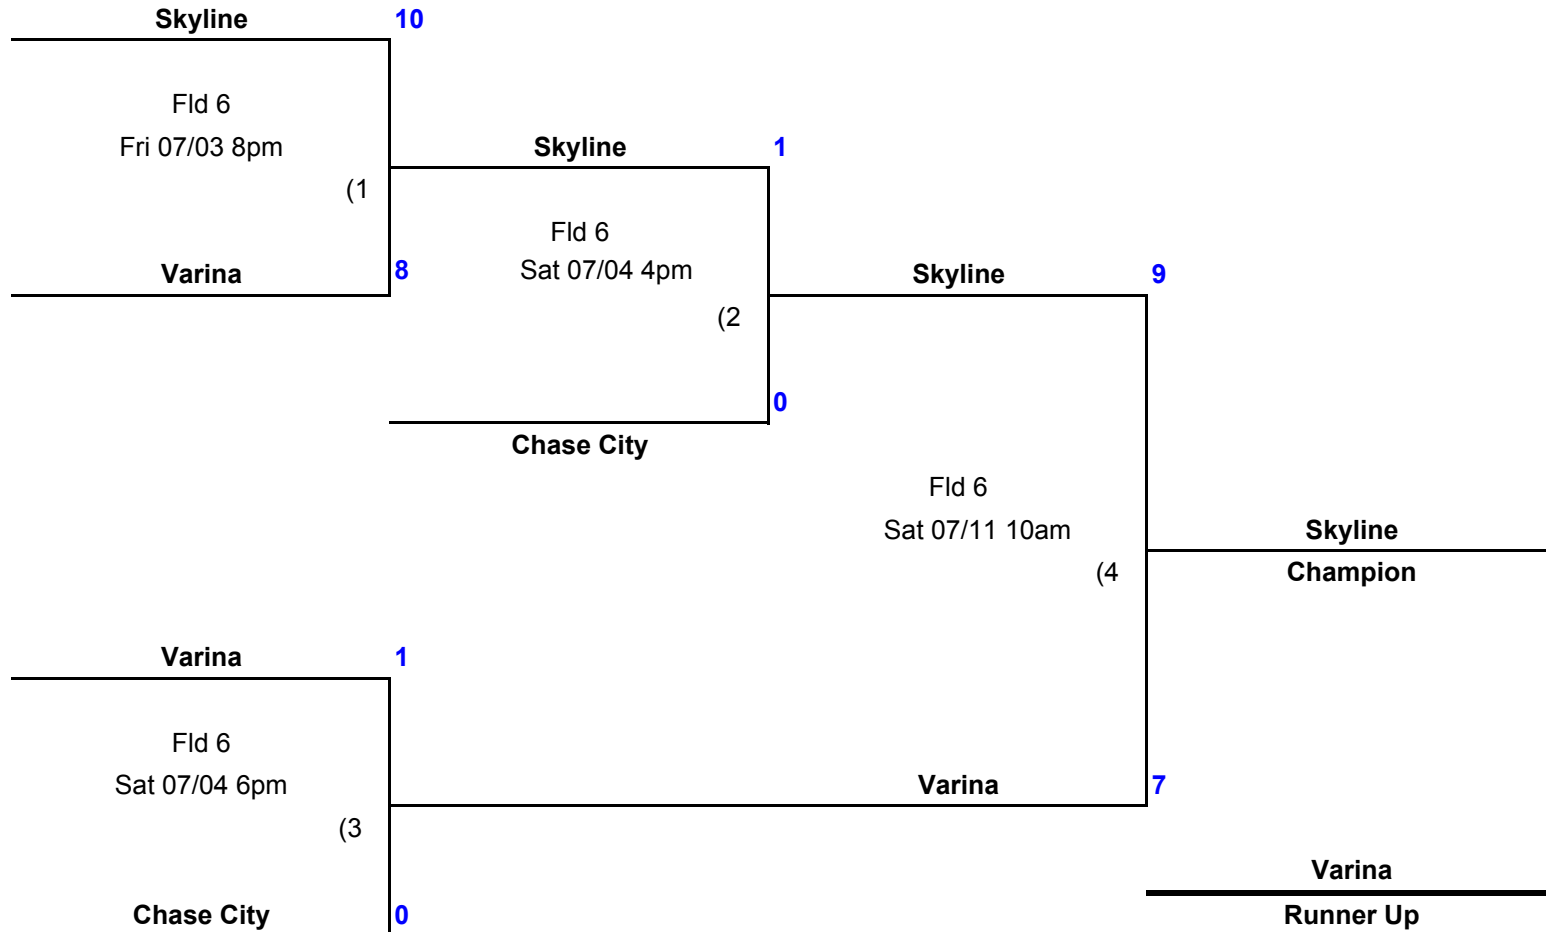 Skyline 10
Fld 6
Fri 07/03 8pm
(1
Varina 8
Skyline 1
Fld 6
Sat 07/04 4pm
(2
0
Chase City
Skyline 9
Fld 6
Sat 07/11 10am
(4
Skyline
Champion
Varina 1
Fld 6
Sat 07/04 6pm
(3
Chase City 0
Varina 7
Varina
Runner Up